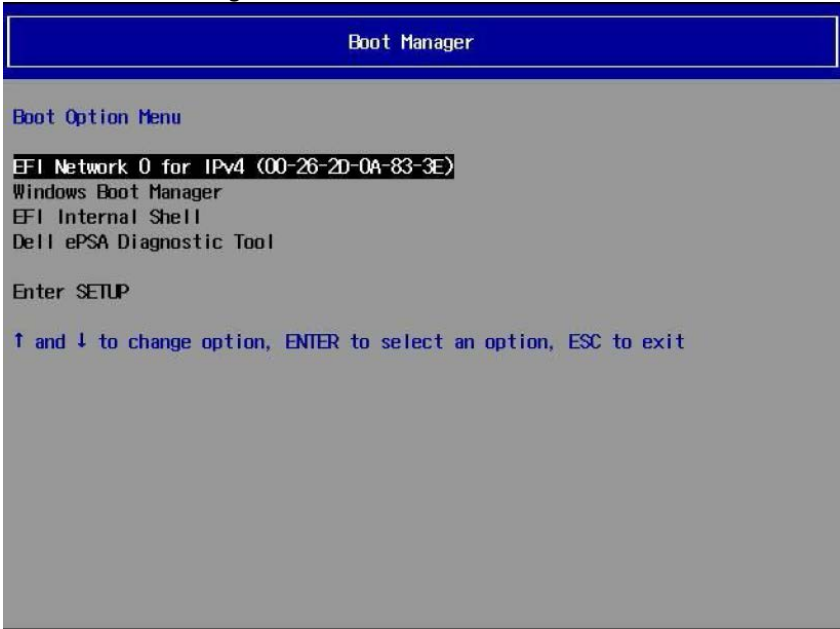 Boot Manager
Boot Option Menu
EFI Network 0 for IPv4 (00-26-2D-0A-83-3E)
Windows Boot Manager
EFI Internal Shell
Dell ePSA Diagnostic Tool
Enter SETUP
↑ and ↓ to change option, ENTER to select an option, ESC to exit